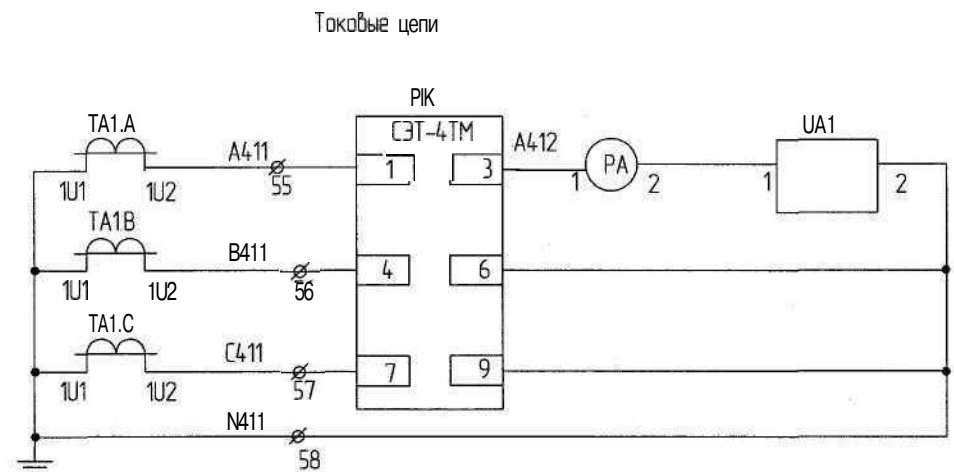 Токовые цепи
PIK
СЭТ-4ТМ
TA1.A
A411
1U1
1U2
55
1
3
A412
1
PA
2
UA1
1
2
TA1.B
B411
1U1
1U2
56
4
6
TA1.C
C411
1U1
1U2
57
7
9
N411
58